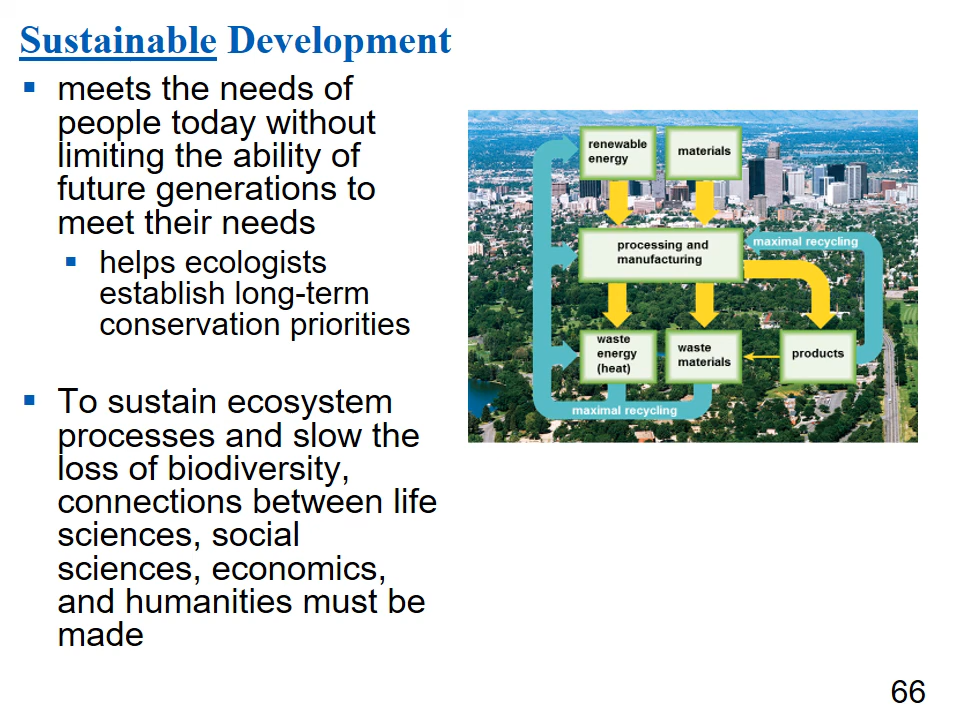 Sustainable Development
▪ meets the needs of
people today without
limiting the ability of
future generations to
meet their needs
▪ helps ecologists
establish long-term
conservation priorities
▪ To sustain ecosystem
processes and slow the
loss of biodiversity,
connections between life
sciences, social
sciences, economics,
and humanities must be
made
renewable
energy
materials
processing and
manufacturing
maximal recycling
waste
energy
(heat)
waste
materials
products
maximal recycling
66